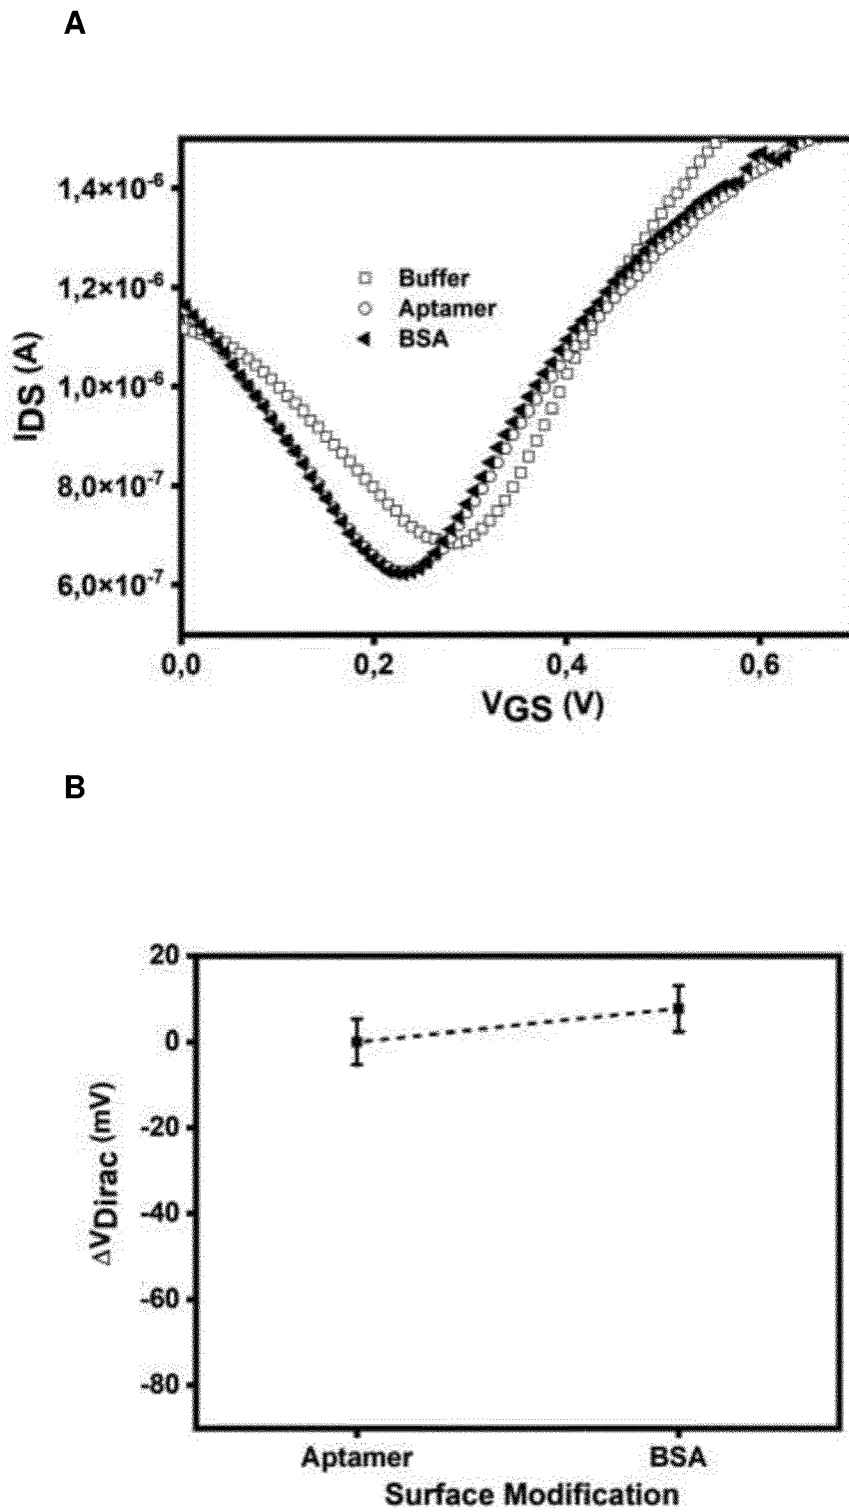 A
1,4×10-6
1,2×10-6
1,0×10-6
8,0×10-7
6,0×10-7
IDS (A)
Buffer
Aptamer
BSA
0,0 0,2 0,4 0,6
VGS (V)
B
20
0
-20
-40
-60
-80
ΔVDirac (mV)
Aptamer BSA
Surface Modification